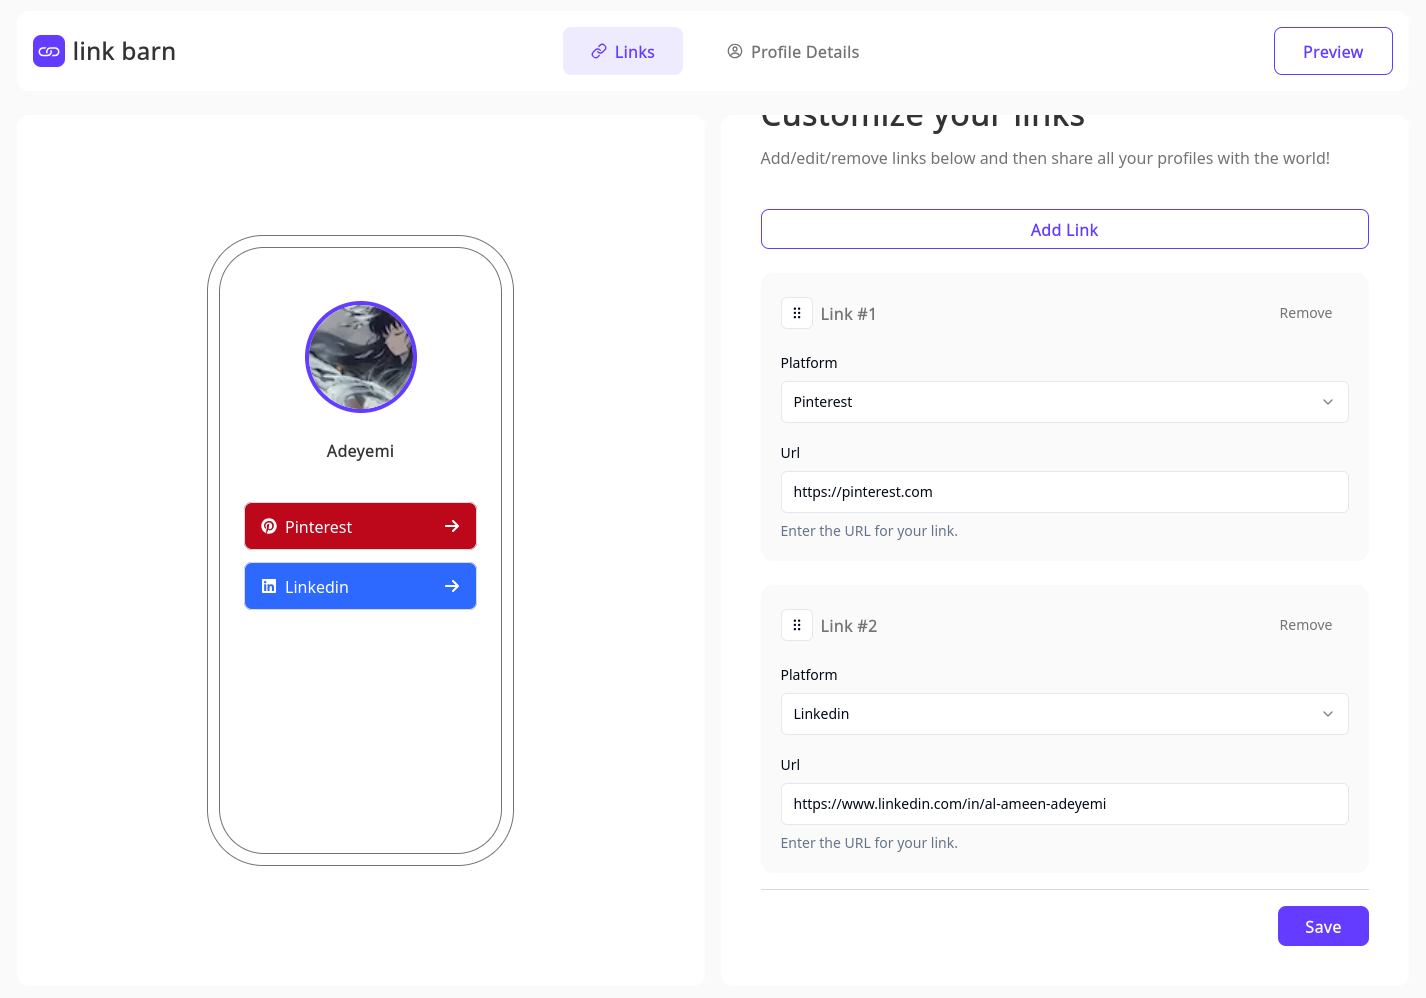 link barn
Links
Profile Details
Preview
Adeyemi
Pinterest
Linkedin
Customize your links
Add/edit/remove links below and then share all your profiles with the world!
Add Link
Link #1
Remove
Platform
Pinterest
Url
https://pinterest.com
Enter the URL for your link.
Link #2
Remove
Platform
Linkedin
Url
https://www.linkedin.com/in/al-ameen-adeyemi
Enter the URL for your link.
Save